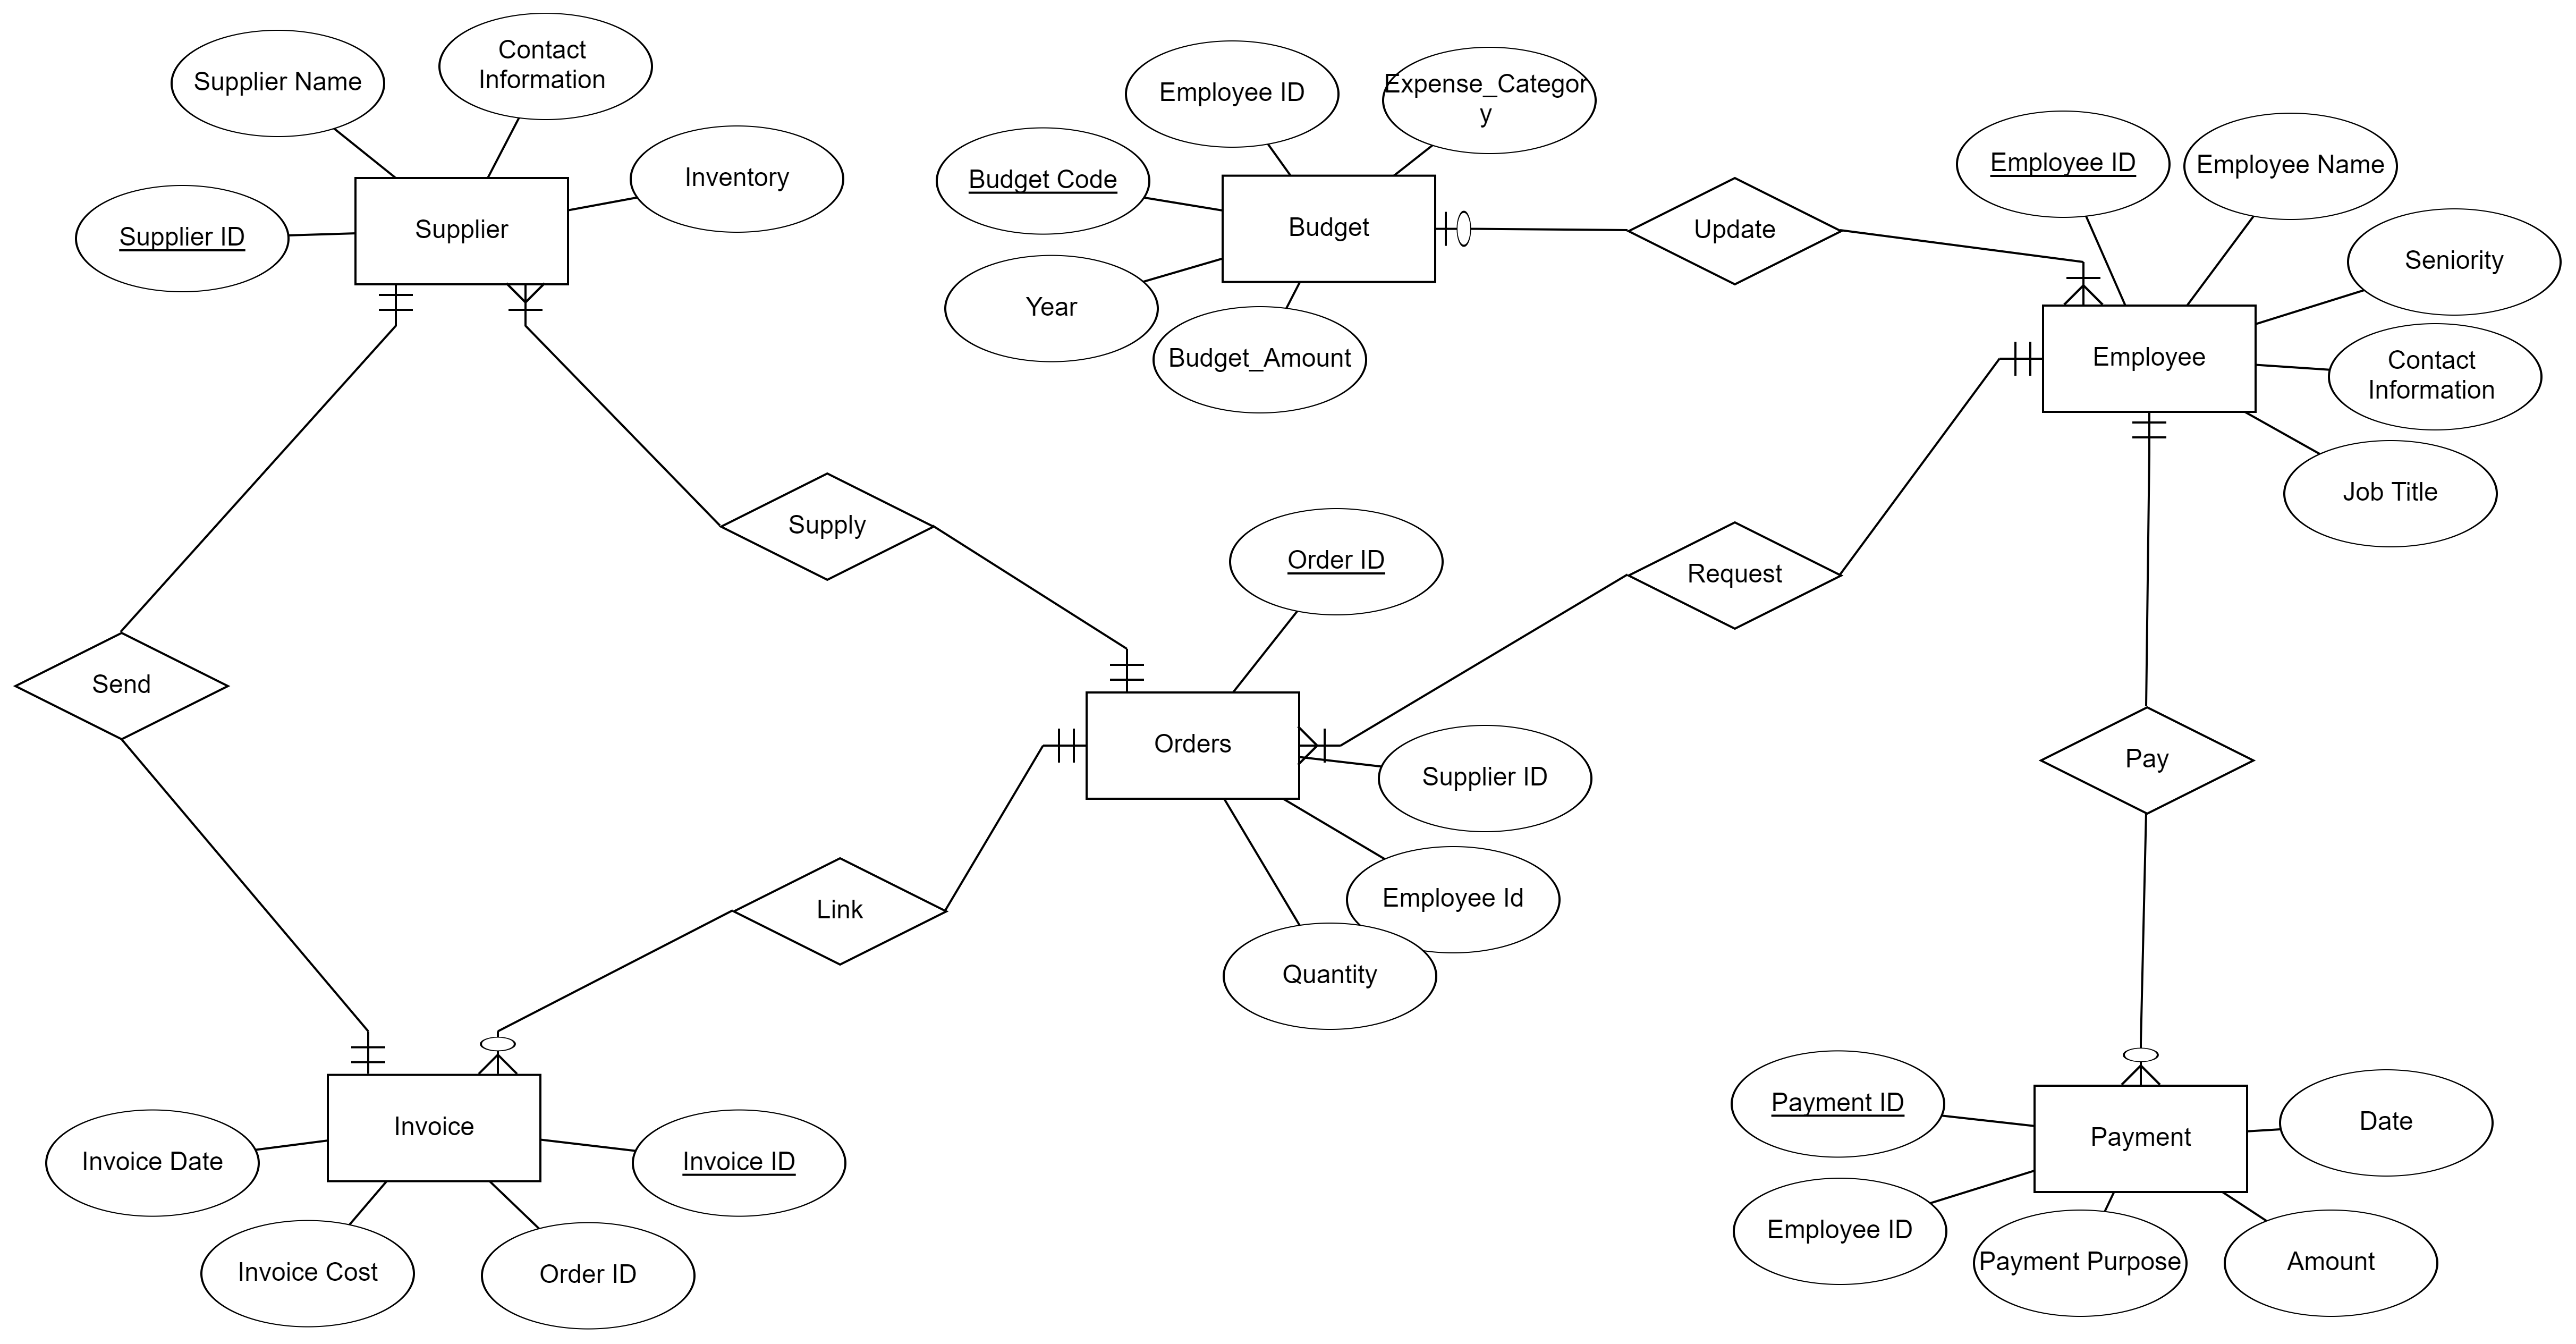 Supplier Name
Contact
Information
Inventory
Supplier ID
Supplier
Employee ID
Expense_Categor
y
Budget Code
Budget
Year
Budget_Amount
Update
Employee ID
Employee Name
Seniority
Employee
Contact
Information
Job Title
Supply
Order ID
Request
Send
Orders
Supplier ID
Pay
Link
Employee Id
Quantity
Invoice
Invoice Date
Invoice ID
Invoice Cost
Order ID
Payment ID
Payment
Date
Employee ID
Payment Purpose
Amount